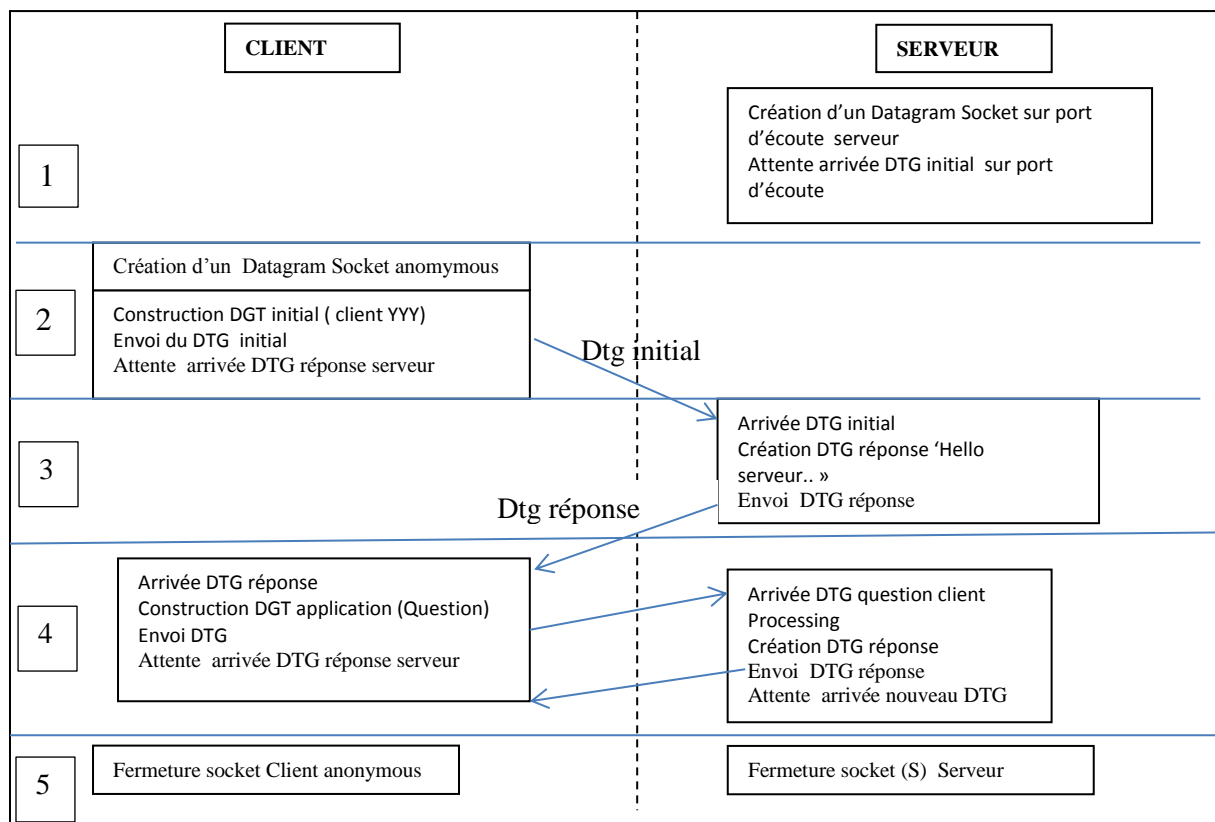 CLIENT
SERVEUR
1
Création d'un Datagram Socket sur port
d'écoute serveur
Attente arrivée DTG initial sur port
d'écoute
2
Création d'un Datagram Socket anomymous
Construction DGT initial ( client YYY)
Envoi du DTG initial
Attente arrivée DTG réponse serveur
Dtg initial
3
Arrivée DTG initial
Création DTG réponse ‘Hello
serveur.. »
Envoi DTG réponse
Dtg réponse
4
Arrivée DTG réponse
Construction DGT application (Question)
Envoi DTG
Attente arrivée DTG réponse serveur
Arrivée DTG question client
Processing
Création DTG réponse
Envoi DTG réponse
Attente arrivée nouveau DTG
5
Fermeture socket Client anonymous
Fermeture socket (S) Serveur